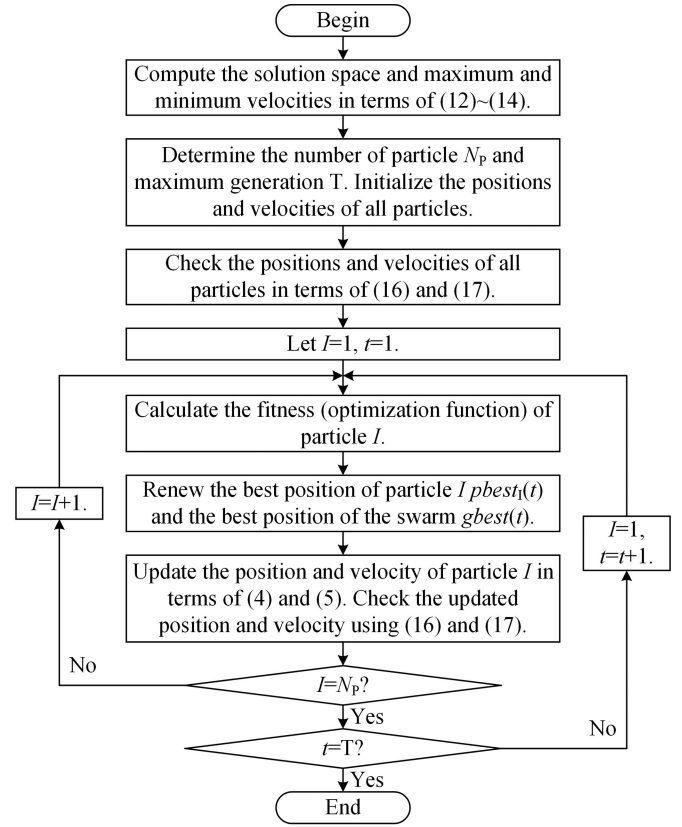 Begin
Compute the solution space and maximum and
minimum velocities in terms of (12)~(14).
Determine the number of particle NP and
maximum generation T. Initialize the positions
and velocities of all particles.
Check the positions and velocities of all
particles in terms of (16) and (17).
Let I=1, t=1.
Calculate the fitness (optimization function) of
particle I.
Renew the best position of particle I pbestI(t)
and the best position of the swarm gbest(t).
I=I+1.
I=1,
t=t+1.
Update the position and velocity of particle I in
terms of (4) and (5). Check the updated
position and velocity using (16) and (17).
No
I=NP?
Yes
No
t=T?
Yes
End